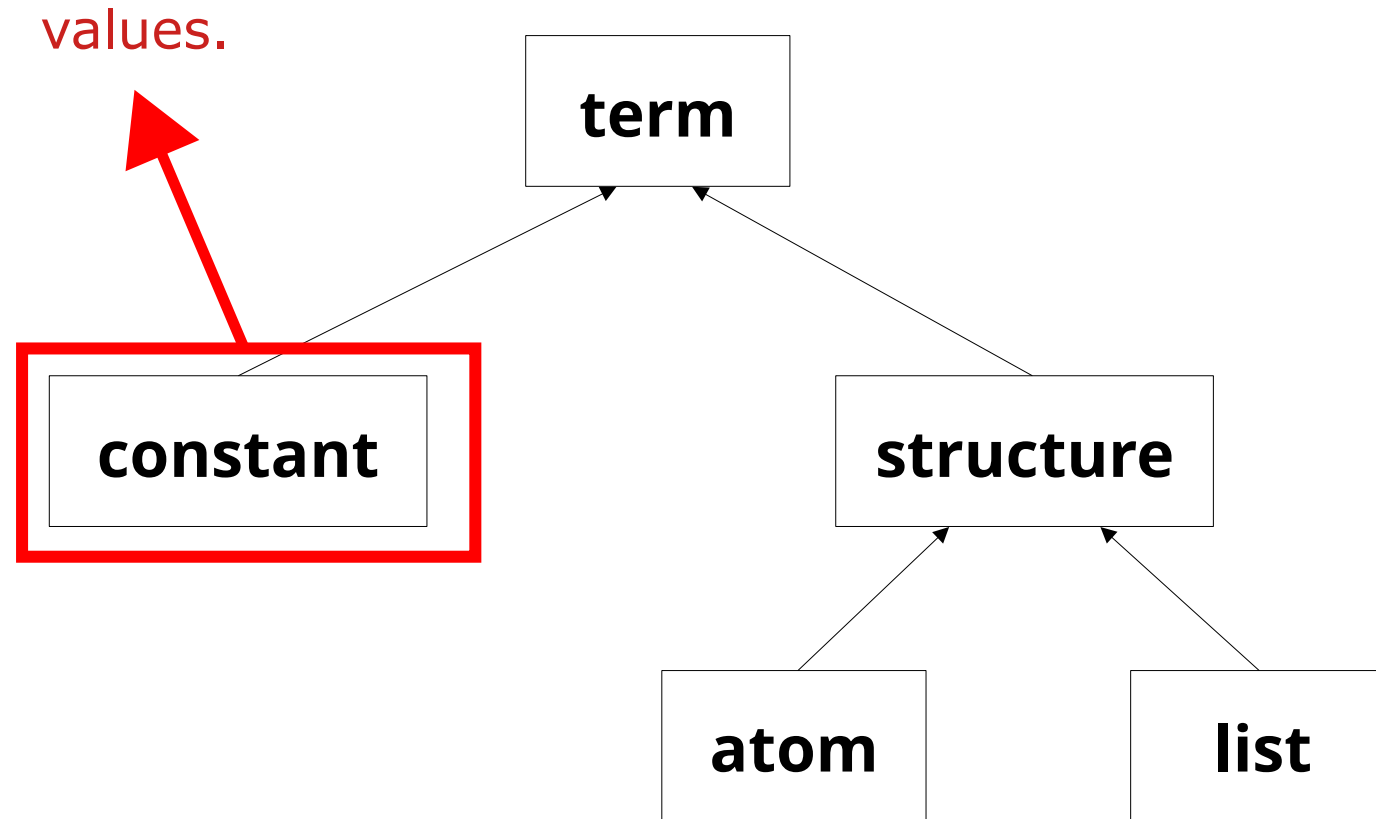 values.
term
constant
structure
atom
list